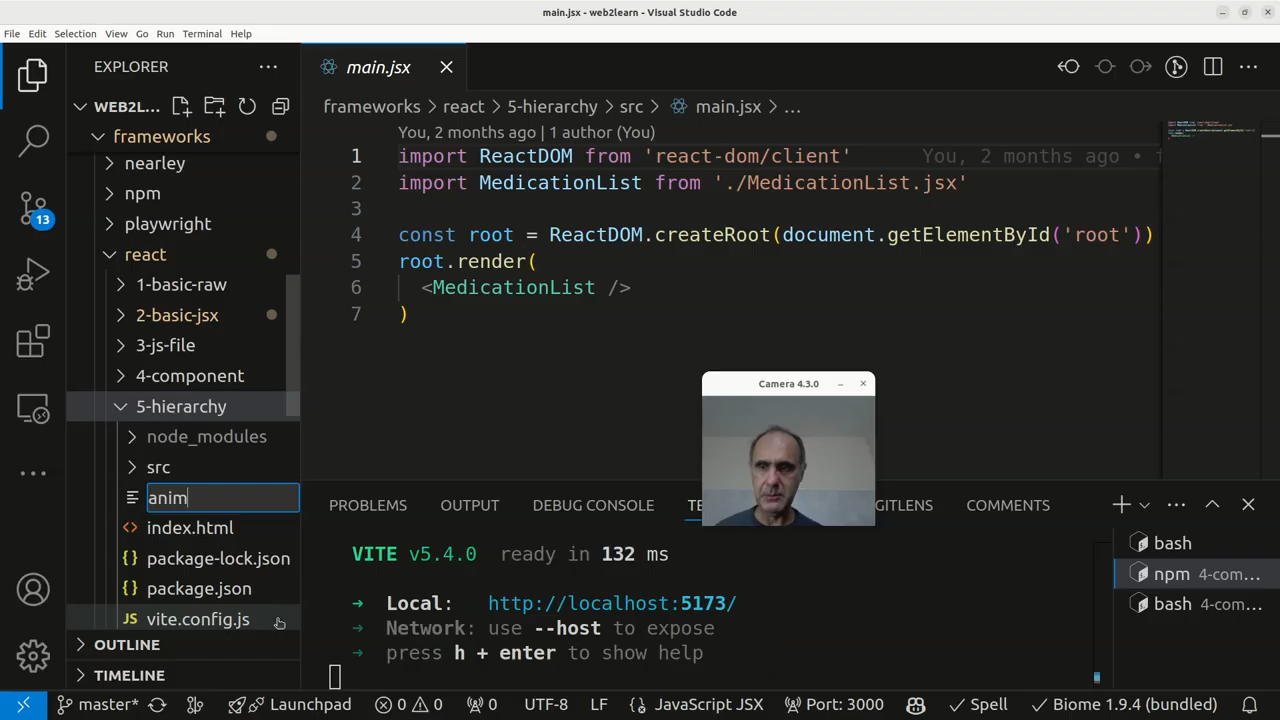 main.jsx - web2learn - Visual Studio Code
File Edit Selection View Go Run Terminal Help
EXPLORER
WEB2L...
frameworks
nearley
npm
playwright
react
1-basic-raw
2-basic-jsx
3-js-file
4-component
5-hierarchy
node_modules
src
anim
index.html
package-lock.json
package.json
vite.config.js
OUTLINE
TIMELINE
13
main.jsx
frameworks > react > 5-hierarchy > src > main.jsx > ...
You, 2 months ago | 1 author (You)
1 import ReactDOM from 'react-dom/client' You, 2 months ago • f
2 import MedicationList from './MedicationList.jsx'
3
4 const root = ReactDOM.createRoot(document.getElementById('root'))
5 root.render(
6 <MedicationList />
7 )
Camera 4.3.0
PROBLEMS OUTPUT DEBUG CONSOLE TE GITLENS COMMENTS
VITE v5.4.0 ready in 132 ms
➜ Local: http://localhost:5173/
➜ Network: use --host to expose
➜ press h + enter to show help
bash
npm 4-com...
bash 4-com...
master* Launchpad 0 0 0 UTF-8 LF JavaScript JSX Port: 3000 Spell Biome 1.9.4 (bundled)